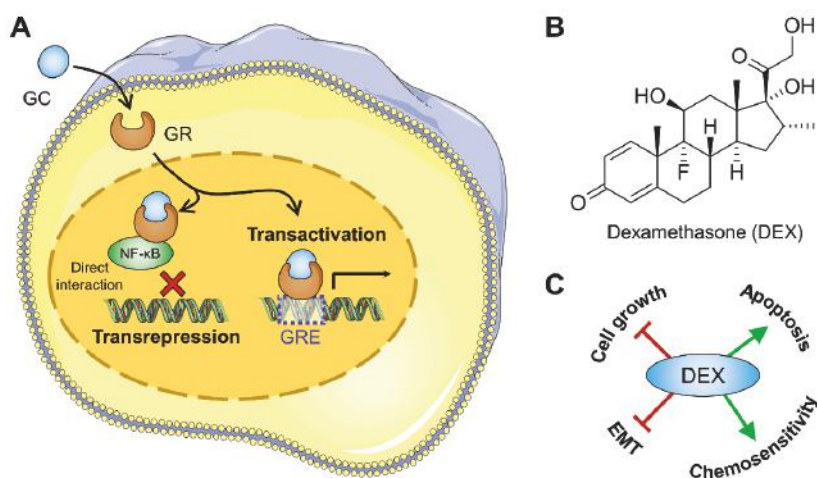 A
GC
GR
NF-κB
Direct
interaction
Transrepression
Transactivation
GRE
B
OH
O
HO
OH
H
F
H
O
Dexamethasone (DEX)
C
Cell growth
Apoptosis
DEX
EMT
Chemosensitivity